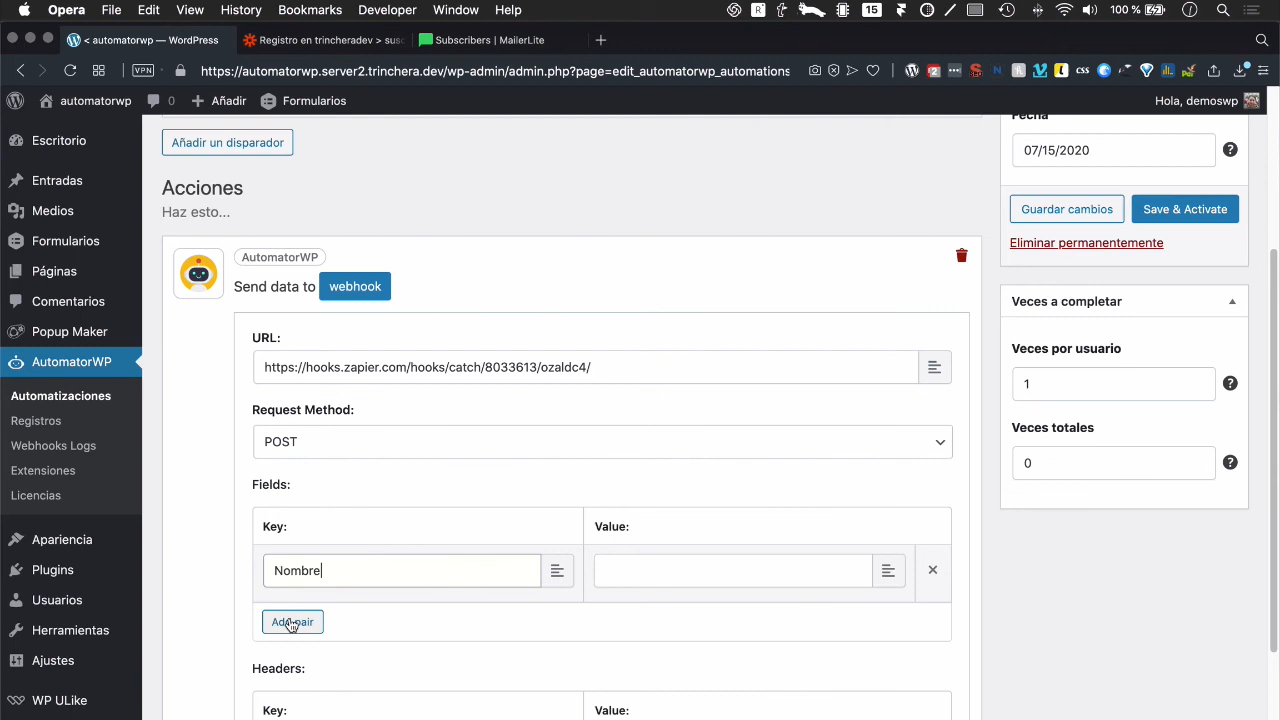 Opera File Edit View History Bookmarks Developer Window Help 15 100 %
< automatorwp — WordPress Registro en trincheradev > susc Subscribers | MailerLite
VPN https://automatorwp.server2.trinchera.dev/wp-admin/admin.php?page=edit_automatorwp_automations
automatorwp 0 Añadir Formularios Hola, demoswp
Escritorio
Entradas
Medios
Formularios
Páginas
Comentarios
Popup Maker
AutomatorWP
Automatizaciones
Registros
Webhooks Logs
Extensiones
Licencias
Apariencia
Plugins
Usuarios
Herramientas
Ajustes
WP ULike
Añadir un disparador
Acciones
Haz esto...
AutomatorWP
Send data to webhook
URL:
https://hooks.zapier.com/hooks/catch/8033613/ozaldc4/
Request Method:
POST
Fields:
Key: Value:
Nombre
Add pair
Headers:
Key: Value:
Fecha
07/15/2020
Guardar cambios Save & Activate
Eliminar permanentemente
Veces a completar
Veces por usuario
1
Veces totales
0